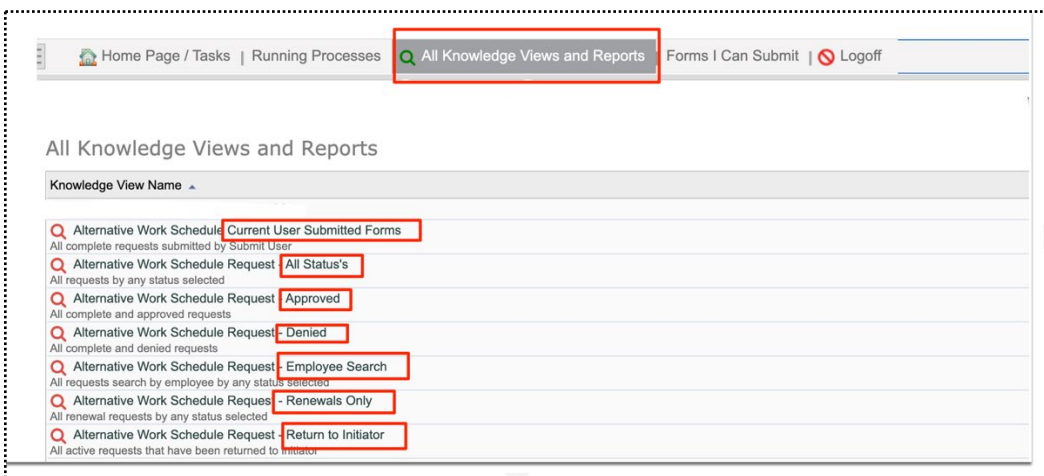 Home Page / Tasks | Running Processes All Knowledge Views and Reports Forms I Can Submit | Logoff
All Knowledge Views and Reports
Knowledge View Name
Alternative Work Schedule Current User Submitted Forms
All complete requests submitted by Submit User
Alternative Work Schedule Request - All Status's
All requests by any status selected
Alternative Work Schedule Request - Approved
All complete and approved requests
Alternative Work Schedule Request - Denied
All complete and denied requests
Alternative Work Schedule Request - Employee Search
All requests search by employee by any status selected
Alternative Work Schedule Request - Renewals Only
All renewal requests by any status selected
Alternative Work Schedule Request - Return to Initiator
All active requests that have been returned to Initiator